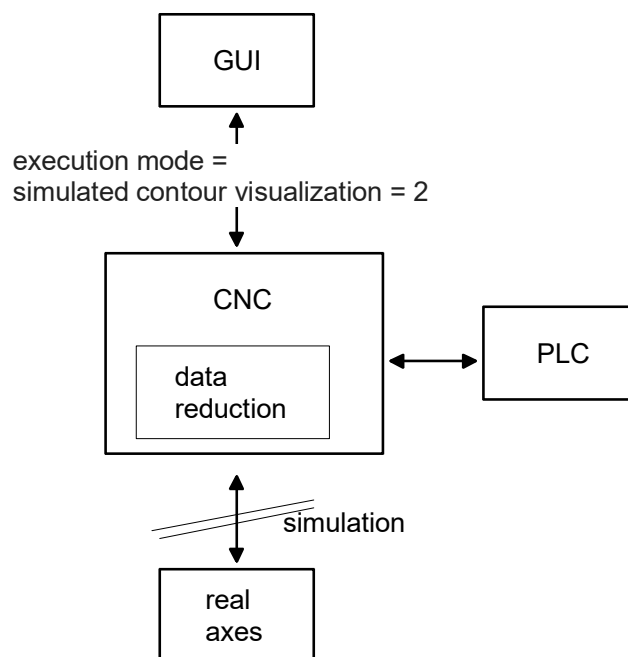 GUI
execution mode =
simulated contour visualization = 2
CNC
PLC
data
reduction
simulation
real
axes